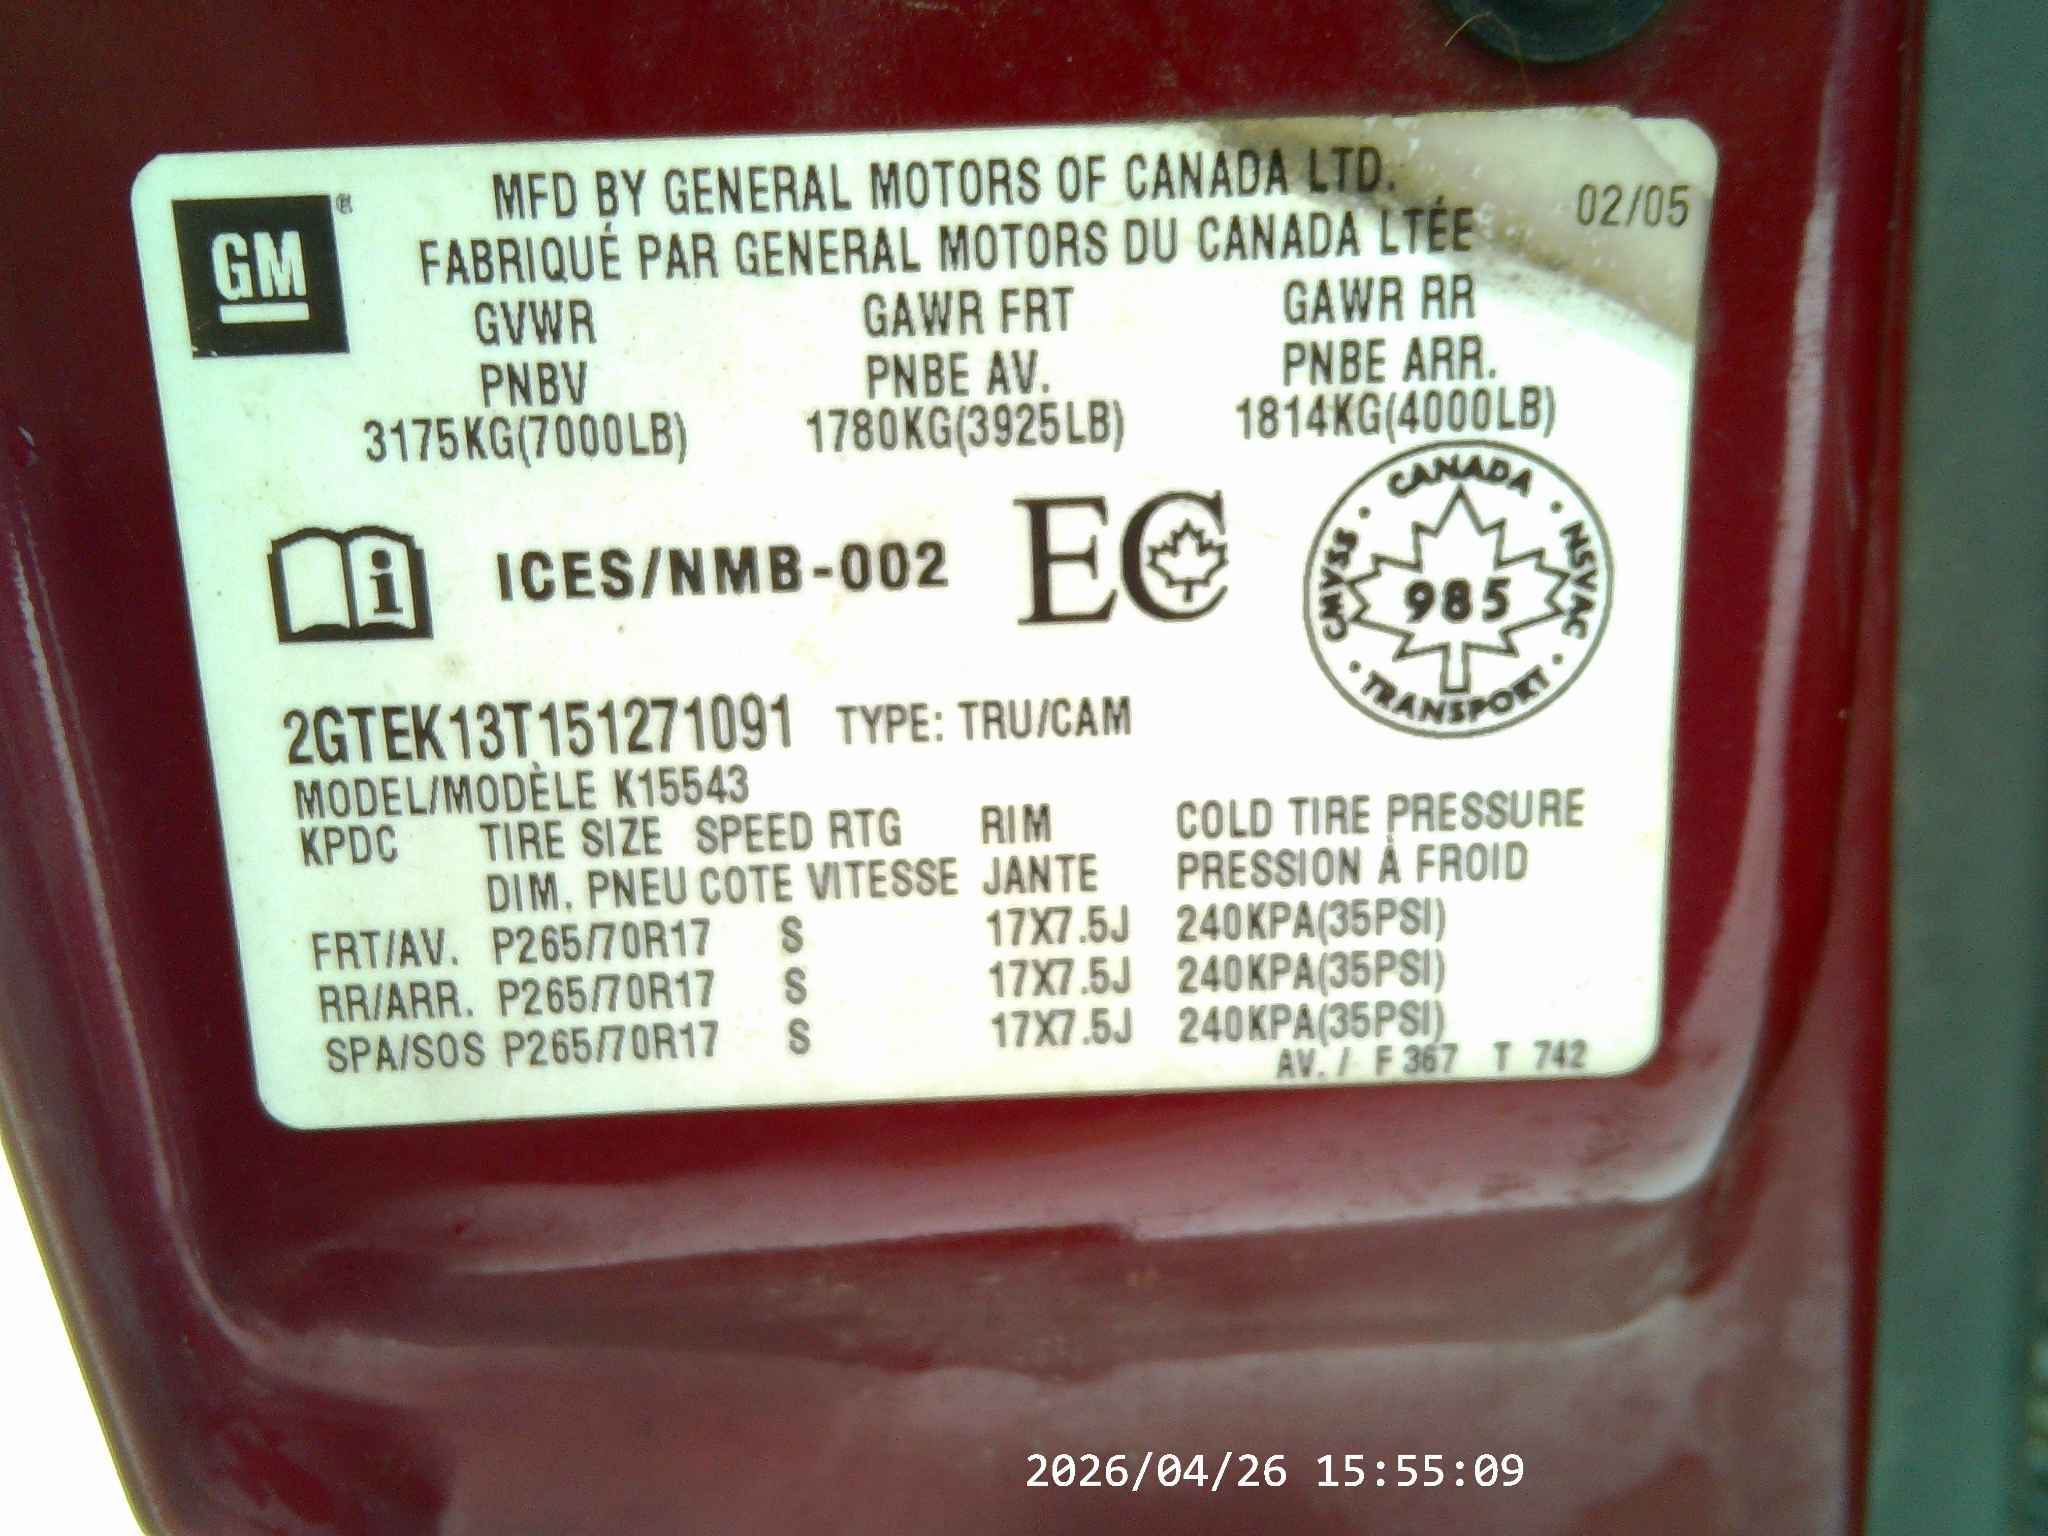 GM ®
MFD BY GENERAL MOTORS OF CANADA LTD.
FABRIQUÉ PAR GENERAL MOTORS DU CANADA LTÉE
02/05
GVWR GAWR FRT GAWR RR
PNBV PNBE AV. PNBE ARR.
3175KG(7000LB) 1780KG(3925LB) 1814KG(4000LB)
i ICES/NMB-002 EC
CANADA · NSVAC · TRANSPORT · CMVSS ·
985
2GTEK13T151271091 TYPE: TRU/CAM
MODEL/MODÈLE K15543
KPDC TIRE SIZE SPEED RTG RIM COLD TIRE PRESSURE
DIM. PNEU COTE VITESSE JANTE PRESSION À FROID
FRT/AV. P265/70R17 S 17X7.5J 240KPA(35PSI)
RR/ARR. P265/70R17 S 17X7.5J 240KPA(35PSI)
SPA/SOS P265/70R17 S 17X7.5J 240KPA(35PSI)
AV. / F 367 T 742
2026/04/26 15:55:09